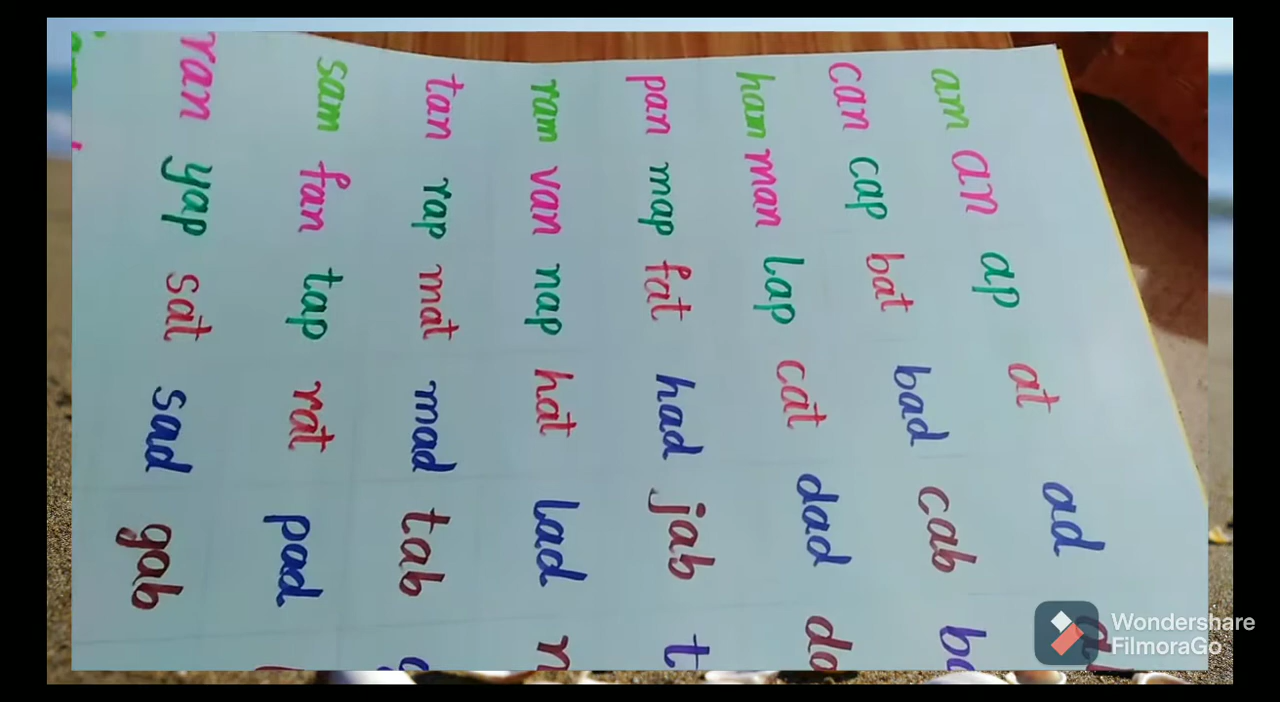 am an ap at ad
can cap bat bad cab
ham man lap cat dad
pan map fat had jab
ram van nap hat lad
tan rap mat mad tab
sam fan tap rat pad
ran yap sat sad gab
Wondershare
FilmoraGo